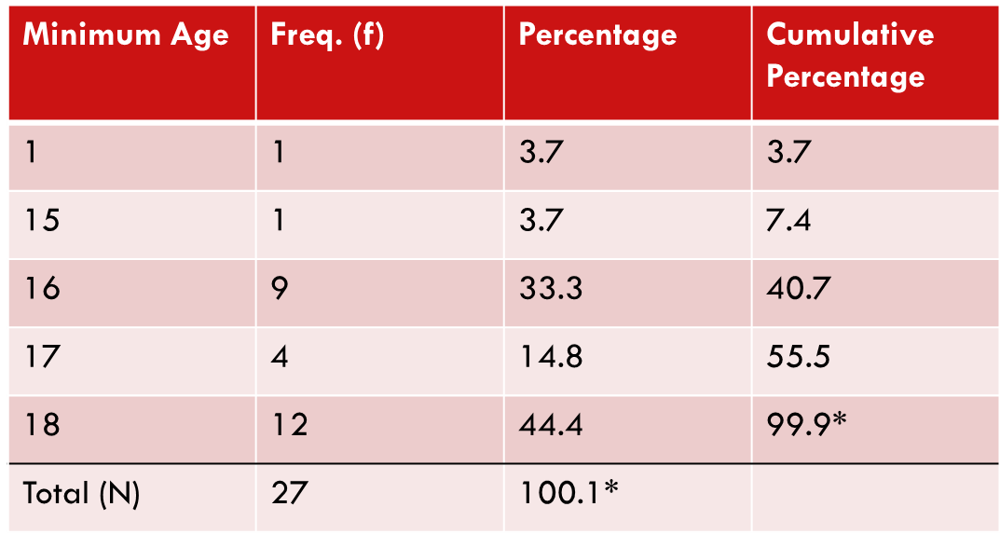 Minimum Age Freq. (f) Percentage Cumulative
Percentage
1 1 3.7 3.7
15 1 3.7 7.4
16 9 33.3 40.7
17 4 14.8 55.5
18 12 44.4 99.9*
Total (N) 27 100.1*